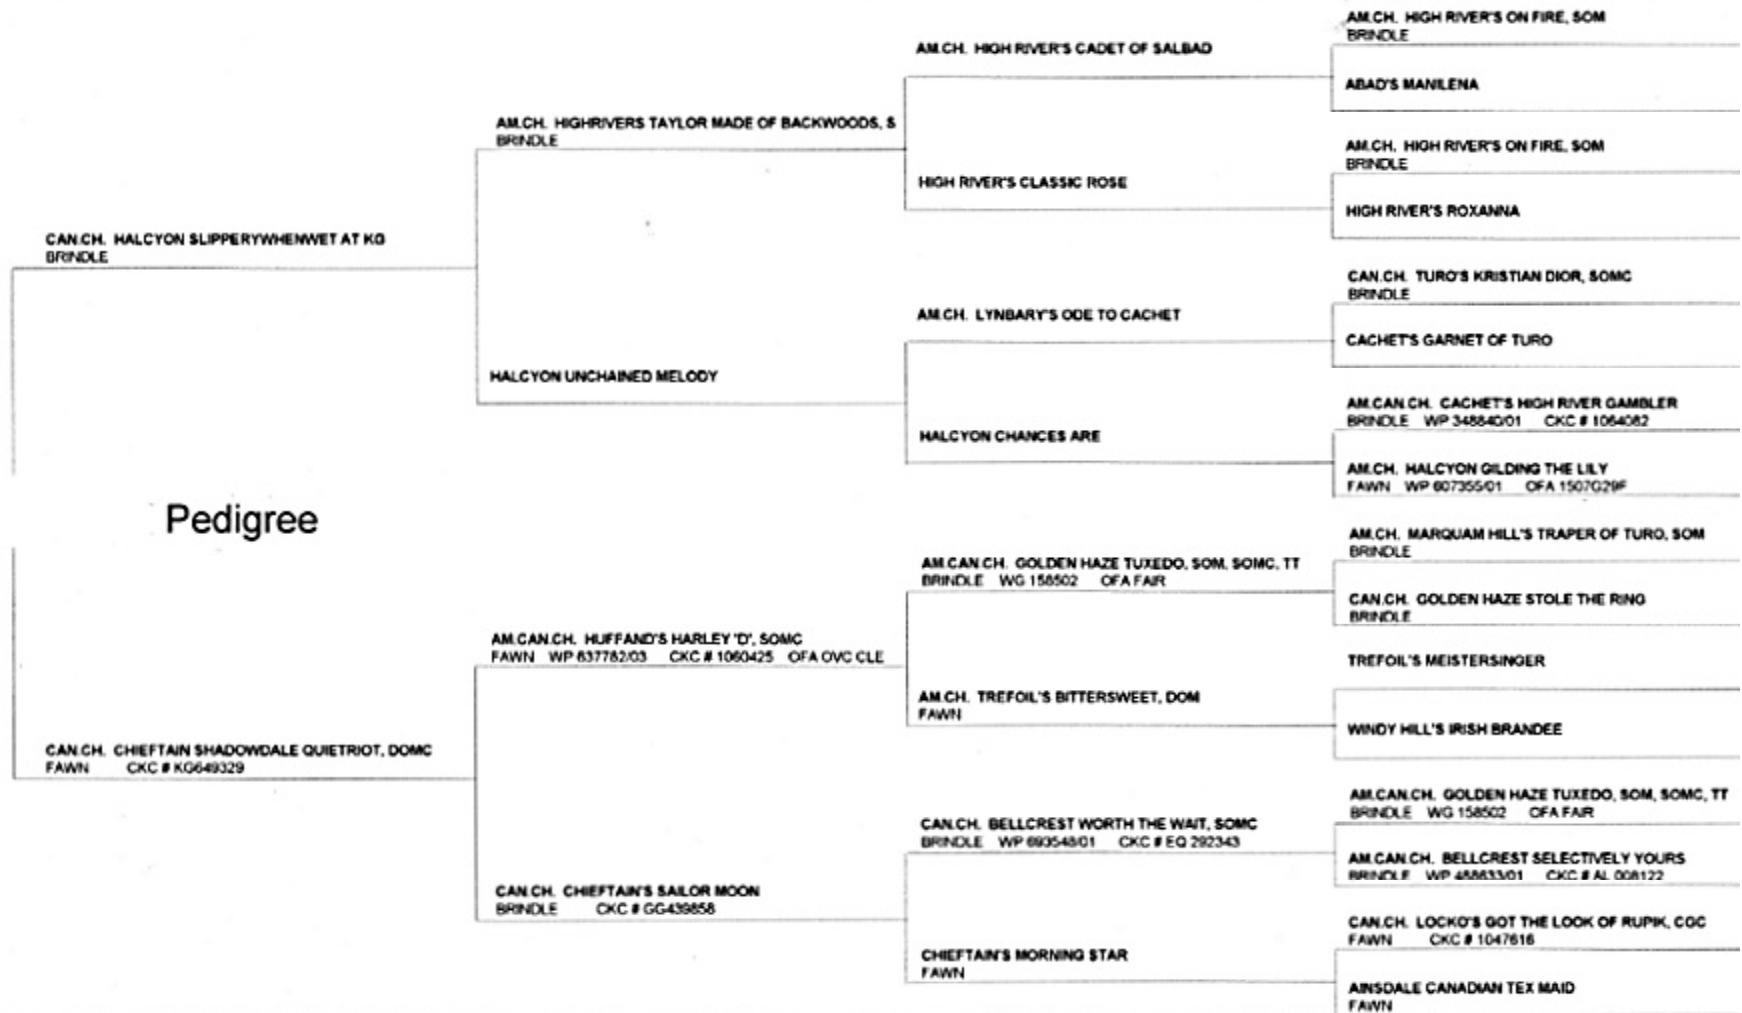 AM.CH. HIGH RIVER'S ON FIRE, SOM
BRINDLE
AM.CH. HIGH RIVER'S CADET OF SALBAD
ABAD'S MANILENA
AM.CH. HIGHRIVERS TAYLOR MADE OF BACKWOODS, S
BRINDLE
AM.CH. HIGH RIVER'S ON FIRE, SOM
BRINDLE
HIGH RIVER'S CLASSIC ROSE
HIGH RIVER'S ROXANNA
CAN.CH. HALCYON SLIPPERYWHENWET AT KG
BRINDLE
CAN.CH. TURO'S KRISTIAN DIOR, SOMC
BRINDLE
AM.CH. LYNBARY'S ODE TO CACHET
CACHET'S GARNET OF TURO
HALCYON UNCHAINED MELODY
AM.CAN.CH. CACHET'S HIGH RIVER GAMBLER
BRINDLE WP 348840/01 CKC # 1064082
HALCYON CHANCES ARE
AM.CH. HALCYON GILDING THE LILY
FAWN WP 607355/01 OFA 1507G29F
Pedigree
AM.CH. MARQUAM HILL'S TRAPER OF TURO, SOM
BRINDLE
AM.CAN.CH. GOLDEN HAZE TUXEDO, SOM, SOMC, TT
BRINDLE WG 158502 OFA FAIR
CAN.CH. GOLDEN HAZE STOLE THE RING
BRINDLE
AM.CAN.CH. HUFFAND'S HARLEY 'D', SOMC
FAWN WP 637782/03 CKC # 1060425 OFA OVC CLE
TREFOIL'S MEISTERSINGER
AM.CH. TREFOIL'S BITTERSWEET, DOM
FAWN
WINDY HILL'S IRISH BRANDEE
CAN.CH. CHIEFTAIN SHADOWDALE QUIETRIOT, DOMC
FAWN CKC # KG649329
AM.CAN.CH. GOLDEN HAZE TUXEDO, SOM, SOMC, TT
BRINDLE WG 158502 OFA FAIR
CAN.CH. BELLCREST WORTH THE WAIT, SOMC
BRINDLE WP 693548/01 CKC # EQ 292343
AM.CAN.CH. BELLCREST SELECTIVELY YOURS
BRINDLE WP 488633/01 CKC # AL 008122
CAN.CH. CHIEFTAIN'S SAILOR MOON
BRINDLE CKC # GG439858
CAN.CH. LOCKO'S GOT THE LOOK OF RUPIK, CGC
FAWN CKC # 1047616
CHIEFTAIN'S MORNING STAR
FAWN
AINSDALE CANADIAN TEX MAID
FAWN